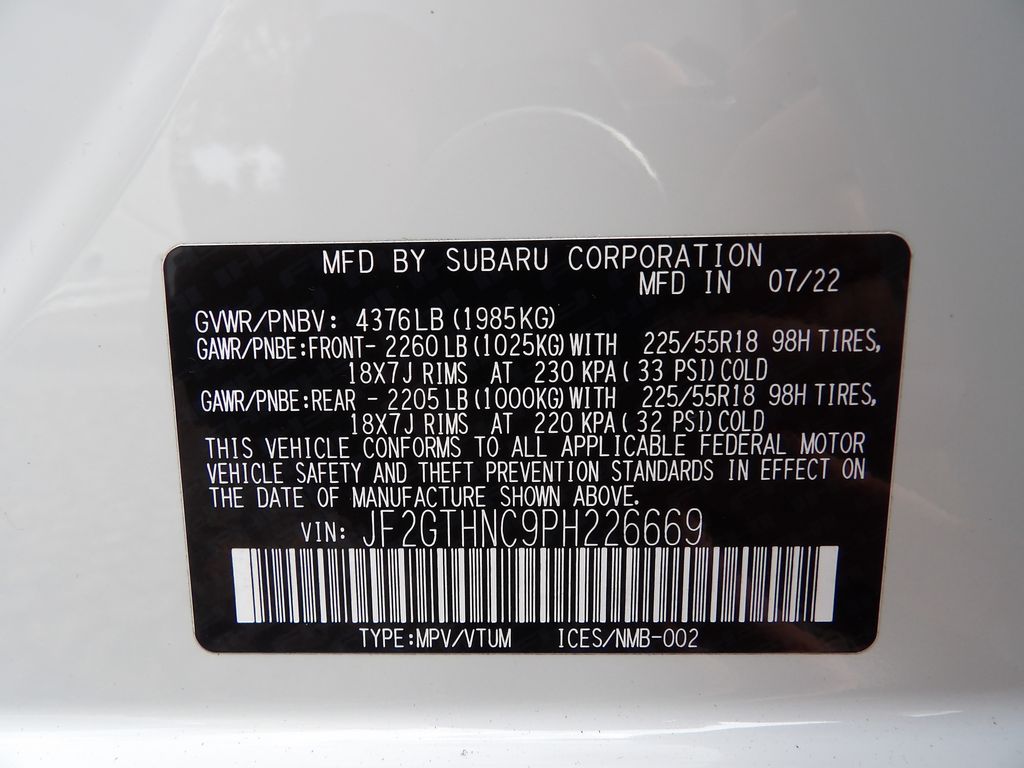 MFD BY SUBARU CORPORATION
MFD IN 07/22
GVWR/PNBV: 4376LB (1985KG)
GAWR/PNBE:FRONT- 2260 LB (1025KG) WITH 225/55R18 98H TIRES,
18X7J RIMS AT 230 KPA( 33 PSI) COLD
GAWR/PNBE:REAR - 2205 LB (1000KG) WITH 225/55R18 98H TIRES,
18X7J RIMS AT 220 KPA( 32 PSI) COLD
THIS VEHICLE CONFORMS TO ALL APPLICABLE FEDERAL MOTOR
VEHICLE SAFETY AND THEFT PREVENTION STANDARDS IN EFFECT ON
THE DATE OF MANUFACTURE SHOWN ABOVE.
VIN: JF2GTHNC9PH226669
TYPE:MPV/VTUM ICES/NMB-002